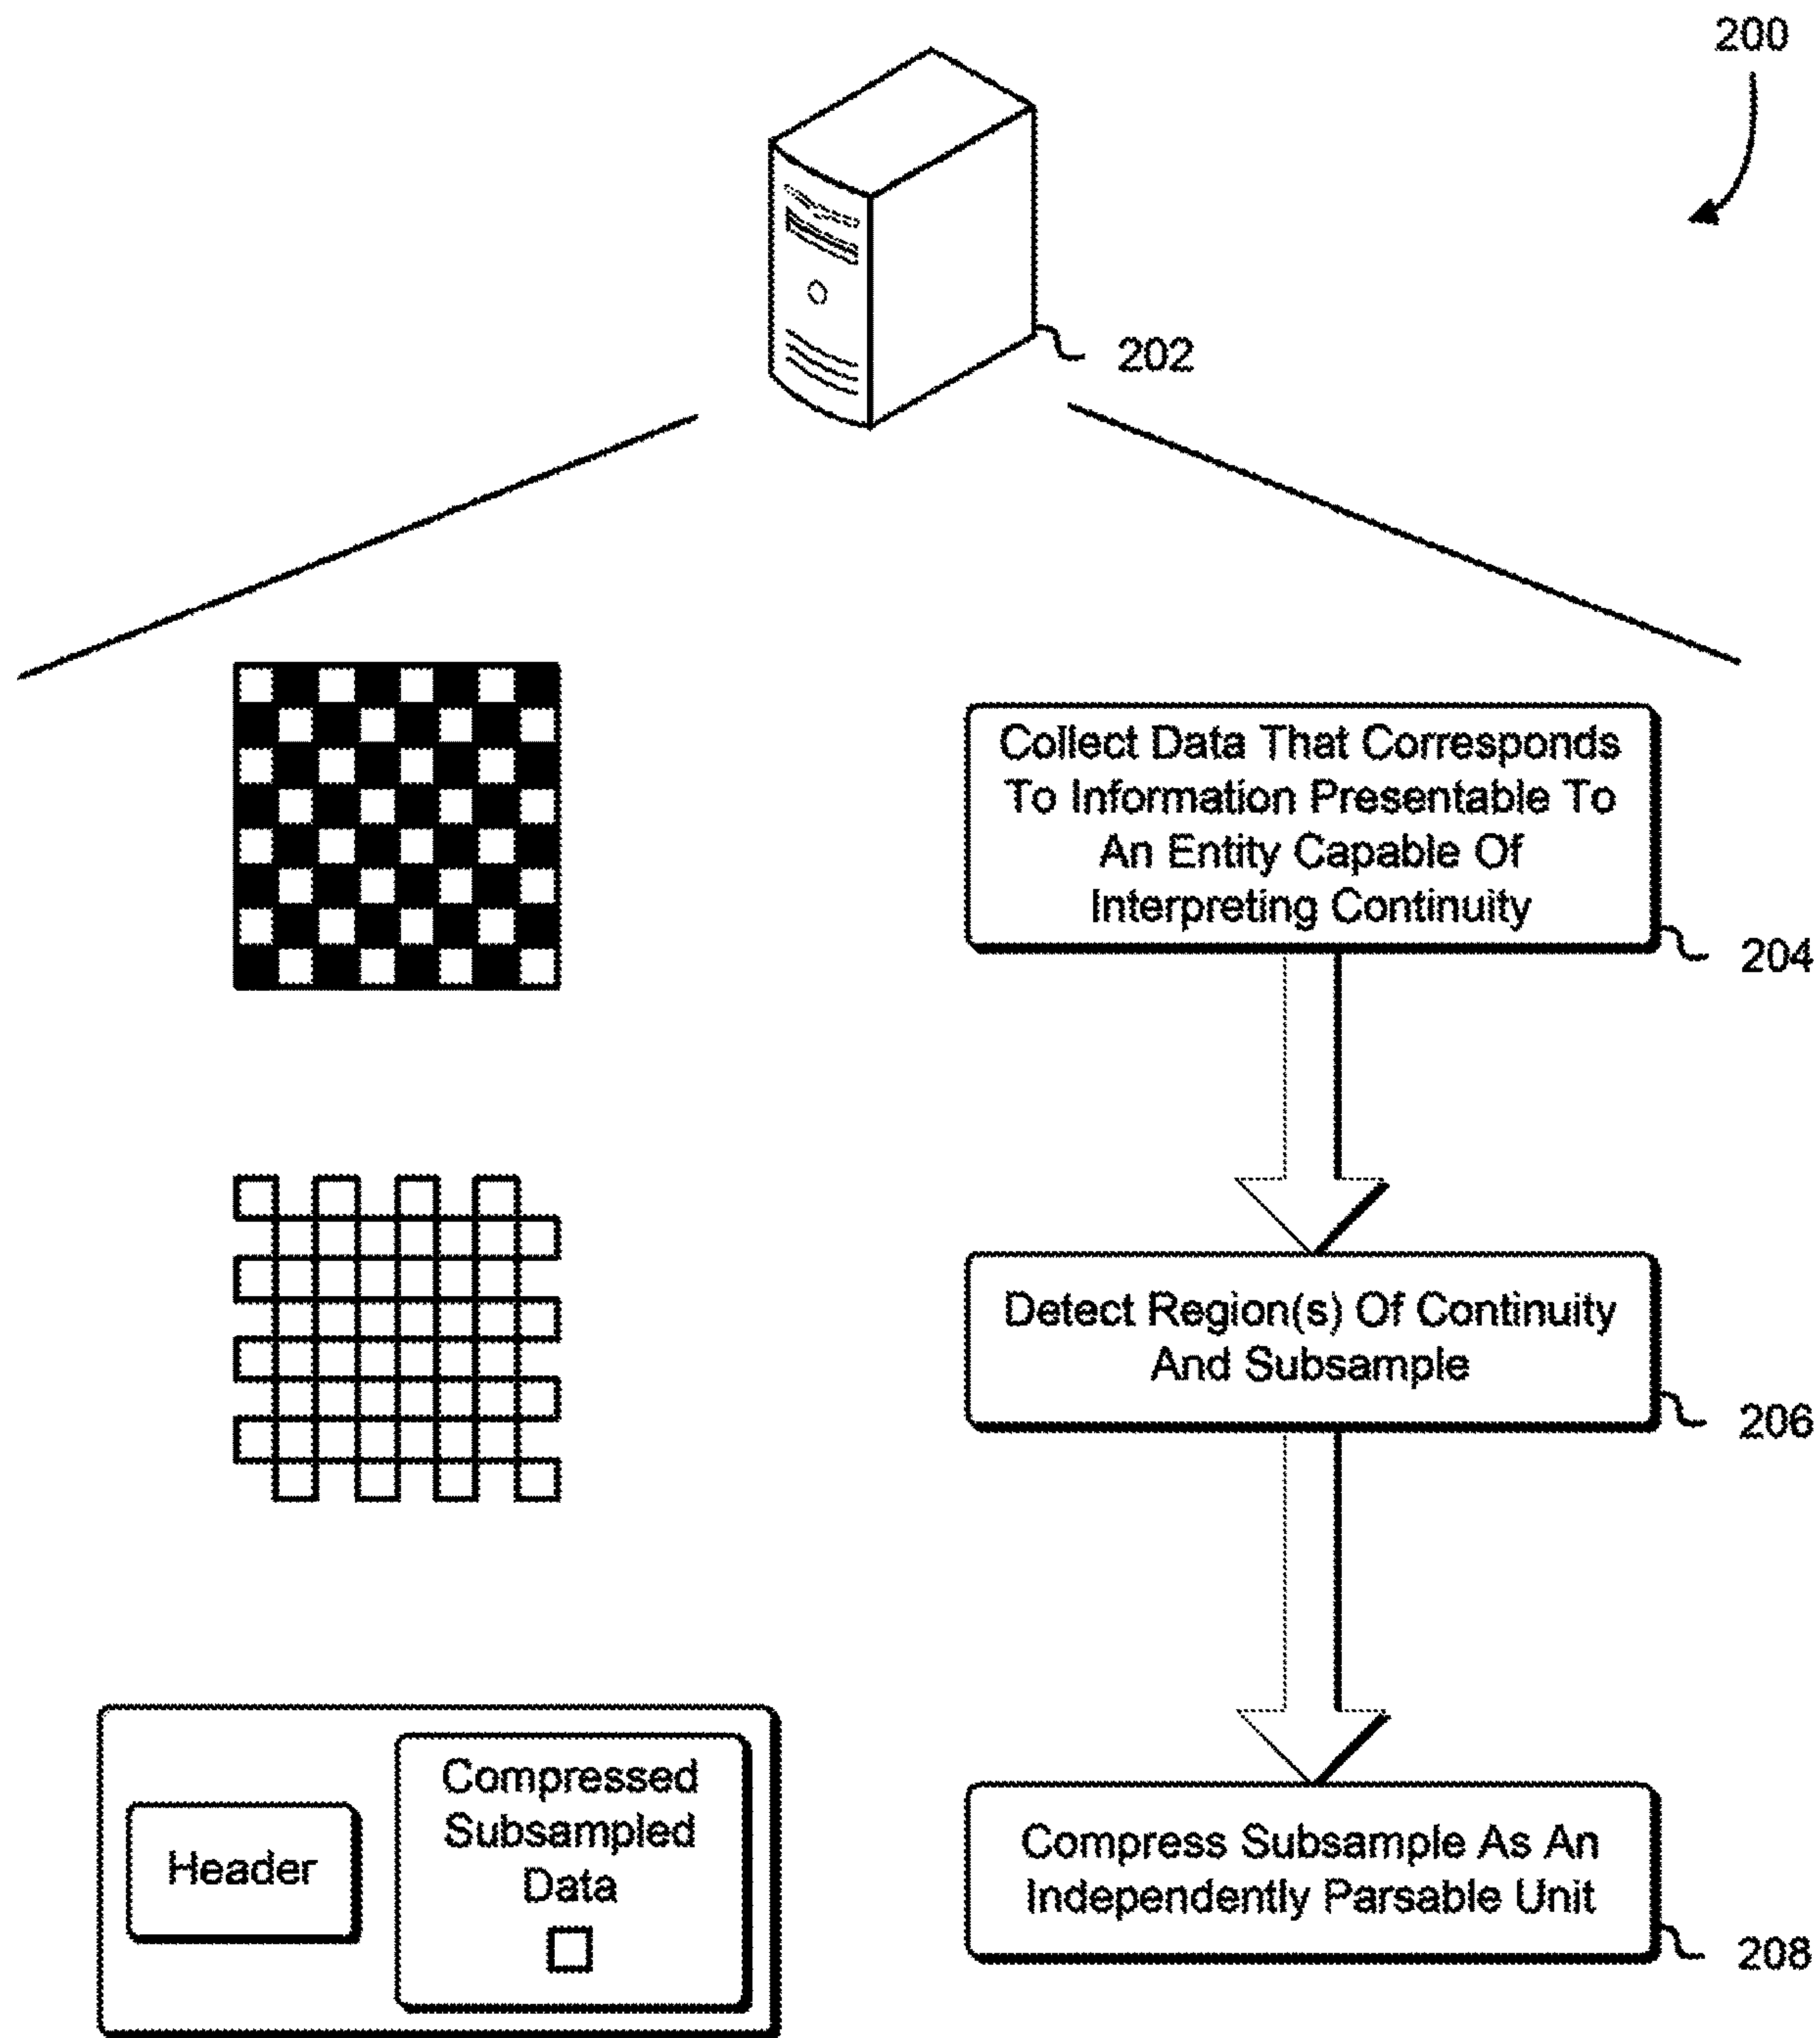 200
202
Collect Data That Corresponds
To Information Presentable To
An Entity Capable Of
Interpreting Continuity
204
Detect Region(s) Of Continuity
And Subsample
206
Header
Compressed
Subsampled
Data
Compress Subsample As An
Independently Parsable Unit
208